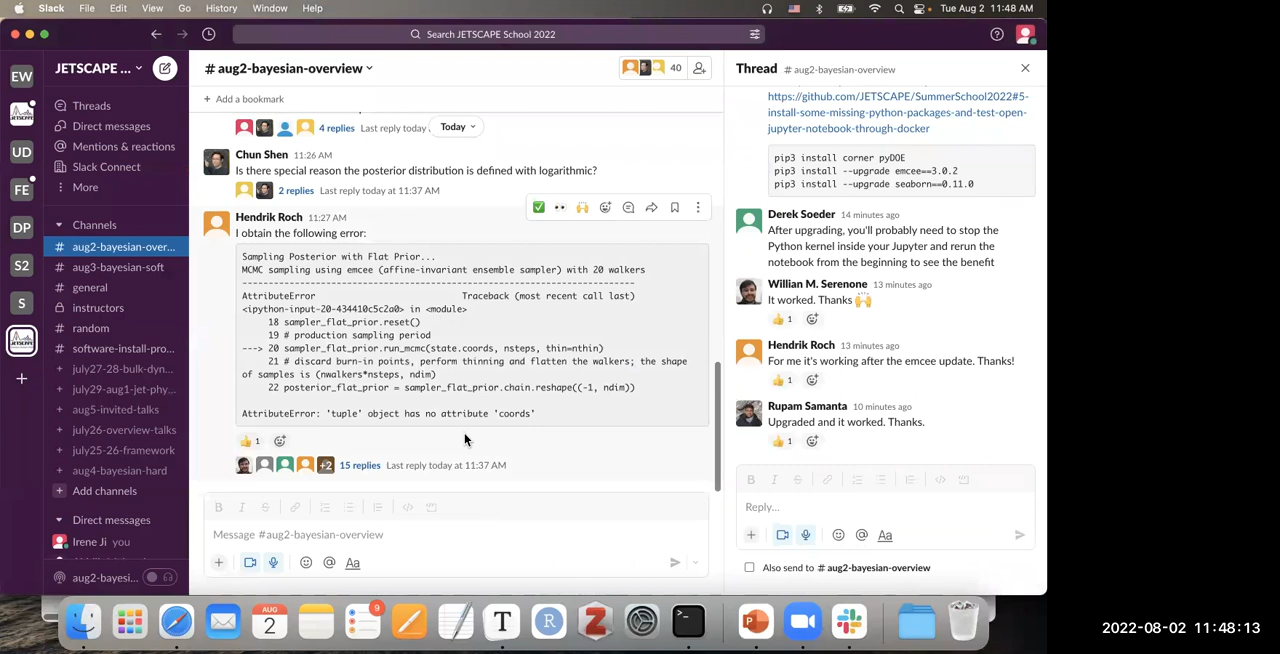 Slack File Edit View Go History Window Help
Tue Aug 2 11:48 AM
Search JETSCAPE School 2022
EW
UD
FE
DP
S2
S
JETSCAPE ...
Threads
Direct messages
Mentions & reactions
Slack Connect
More
Channels
# aug2-bayesian-over...
# aug3-bayesian-soft
# general
instructors
# random
# software-install-pro...
july27-28-bulk-dyn...
july29-aug1-jet-phy...
aug5-invited-talks
july26-overview-talks
july25-26-framework
aug4-bayesian-hard
+ Add channels
Direct messages
Irene Ji you
aug2-bayesi...
# aug2-bayesian-overview
40
+ Add a bookmark
4 replies Last reply today
Today
Chun Shen 11:26 AM
Is there special reason the posterior distribution is defined with logarithmic?
2 replies Last reply today at 11:37 AM
Hendrik Roch 11:27 AM
I obtain the following error:
Sampling Posterior with Flat Prior...
MCMC sampling using emcee (affine-invariant ensemble sampler) with 20 walkers
---------------------------------------------------------------------------
AttributeError Traceback (most recent call last)
<ipython-input-20-434410c5c2a0> in <module>
18 sampler_flat_prior.reset()
19 # production sampling period
---> 20 sampler_flat_prior.run_mcmc(state.coords, nsteps, thin=nthin)
21 # discard burn-in points, perform thinning and flatten the walkers; the shape
of samples is (nwalkers*nsteps, ndim)
22 posterior_flat_prior = sampler_flat_prior.chain.reshape((-1, ndim))
AttributeError: 'tuple' object has no attribute 'coords'
1
+2 15 replies Last reply today at 11:37 AM
B I S
Message #aug2-bayesian-overview
+ @ Aa
Thread # aug2-bayesian-overview
https://github.com/JETSCAPE/SummerSchool2022#5-
install-some-missing-python-packages-and-test-open-
jupyter-notebook-through-docker
pip3 install corner pyDOE
pip3 install --upgrade emcee==3.0.2
pip3 install --upgrade seaborn==0.11.0
Derek Soeder 14 minutes ago
After upgrading, you'll probably need to stop the
Python kernel inside your Jupyter and rerun the
notebook from the beginning to see the benefit
Willian M. Serenone 13 minutes ago
It worked. Thanks
1
Hendrik Roch 13 minutes ago
For me it's working after the emcee update. Thanks!
1
Rupam Samanta 10 minutes ago
Upgraded and it worked. Thanks.
1
B I S
Reply...
+ @ Aa
Also send to # aug2-bayesian-overview
AUG
2
9
T
R
Z
P
2022-08-02 11:48:13